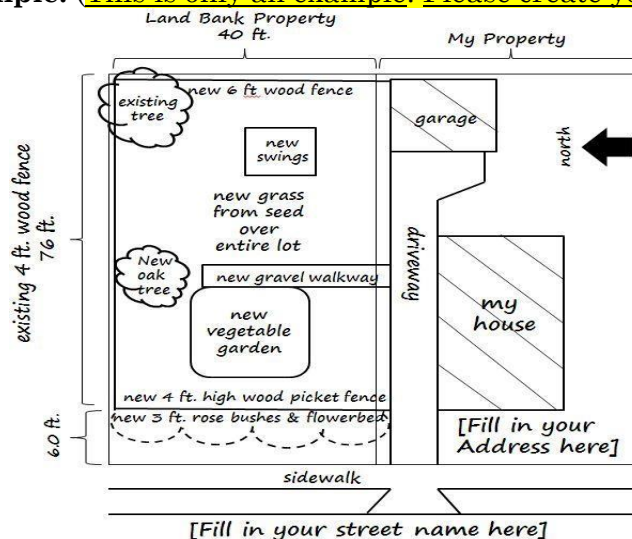 mple: (This is only an example. Please create yo
Land Bank Property
40 ft.
My Property
existing
tree
new 6 ft wood fence
garage
north
new
swings
existing 4 ft. wood fence
76 ft.
new grass
from seed
over
entire lot
driveway
New
oak
tree
new gravel walkway
my
house
new
vegetable
garden
new 4 ft. high wood picket fence
new 3 ft. rose bushes & flowerbed
6.0 ft.
[Fill in your
Address here]
sidewalk
[Fill in your street name here]